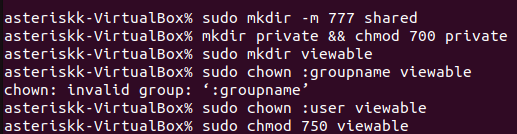 asteriskk-VirtualBox% sudo mkdir -m 777 shared
asteriskk-VirtualBox% mkdir private && chmod 700 private
asteriskk-VirtualBox% sudo mkdir viewable
asteriskk-VirtualBox% sudo chown :groupname viewable
chown: invalid group: ‘:groupname’
asteriskk-VirtualBox% sudo chown :user viewable
asteriskk-VirtualBox% sudo chmod 750 viewable